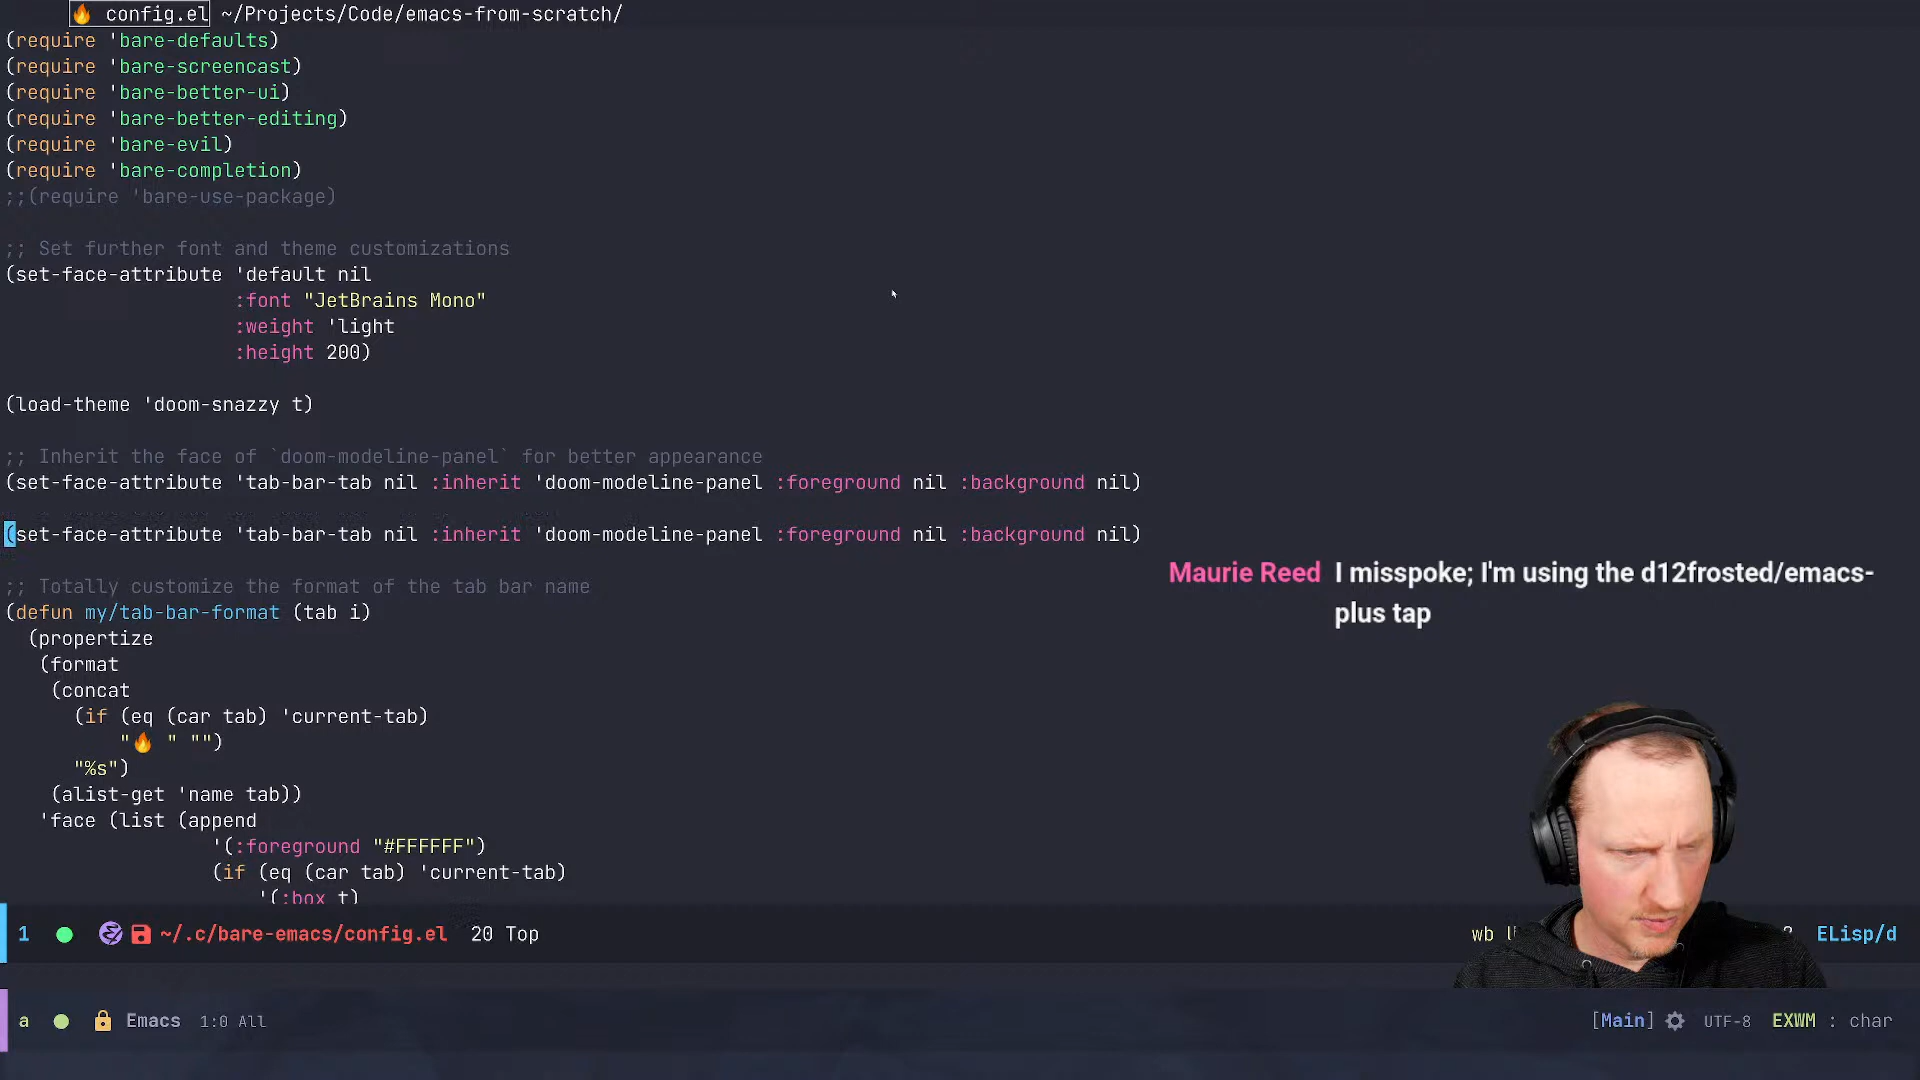 🔥 config.el ~/Projects/Code/emacs-from-scratch/
(require 'bare-defaults)
(require 'bare-screencast)
(require 'bare-better-ui)
(require 'bare-better-editing)
(require 'bare-evil)
(require 'bare-completion)
;;(require 'bare-use-package)
;; Set further font and theme customizations
(set-face-attribute 'default nil
:font "JetBrains Mono"
:weight 'light
:height 200)
(load-theme 'doom-snazzy t)
;; Inherit the face of `doom-modeline-panel` for better appearance
(set-face-attribute 'tab-bar-tab nil :inherit 'doom-modeline-panel :foreground nil :background nil)
(set-face-attribute 'tab-bar-tab nil :inherit 'doom-modeline-panel :foreground nil :background nil)
;; Totally customize the format of the tab bar name
(defun my/tab-bar-format (tab i)
(propertize
(format
(concat
(if (eq (car tab) 'current-tab)
"🔥 " "")
"%s")
(alist-get 'name tab))
'face (list (append
'(:foreground "#FFFFFF")
(if (eq (car tab) 'current-tab)
'(:box t)
Maurie Reed I misspoke; I'm using the d12frosted/emacs-
plus tap
1 ~/.c/bare-emacs/config.el 20 Top wb ELisp/d
a Emacs 1:0 All [Main] UTF-8 EXWM : char